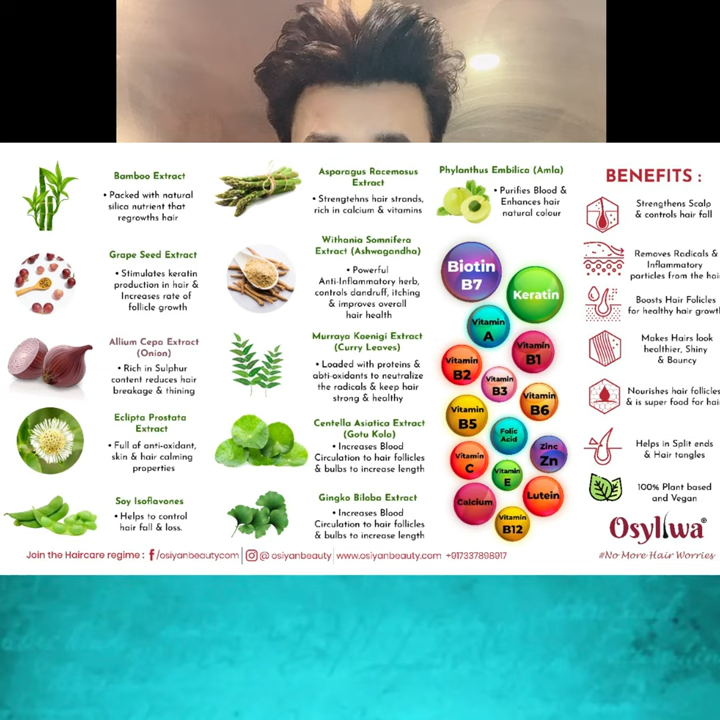 Bamboo Extract
• Packed with natural
silica nutrient that
regrowths hair
Grape Seed Extract
• Stimulates keratin
production in hair &
Increases rate of
follicle growth
Allium Cepa Extract
(Onion)
• Rich in Sulphur
content reduces hair
breakage & thining
Eclipta Prostata
Extract
• Full of anti-oxidant,
skin & hair calming
properties
Soy Isoflavones
• Helps to control
hair fall & loss.
Asparagus Racemosus
Extract
• Strengtehns hair strands,
rich in calcium & vitamins
Withania Somnifera
Extract (Ashwagandha)
• Powerful
Anti-Inflammatory herb,
controls dandruff, itching
& improves overall
hair health
Murraya Kaenigi Extract
(Curry Leaves)
• Loaded with proteins &
abti-oxidants to neutralize
the radicals & keep hair
strong & healthy
Centella Asiatica Extract
(Gotu Kola)
• Increases Blood
Circulation to hair follicles
& bulbs to increase length
Gingko Biloba Extract
• Increases Blood
Circulation to hair follicles
& bulbs to increase length
Phylanthus Embilica (Amla)
• Purifies Blood &
Enhances hair
natural colour
Biotin
B7
Keratin
Vitamin
A
Vitamin
B1
Vitamin
B2
Vitamin
B3
Vitamin
B6
Vitamin
B5
Folic
Acid
Zinc
Zn
Vitamin
C
Vitamin
E
Calcium
Lutein
Vitamin
B12
BENEFITS :
Strengthens Scalp
& controls hair fall
Removes Radicals &
Inflammatory
particles from the hai
Boosts Hair Folicles
for healthy hair growt
Makes Hairs look
healthier, Shiny
& Bauncy
Nourishes hair follicles
& is super food for hai
Helps in Split ends
& Hair tangles
100% Plant based
and Vegan
Osyliwa®
#No More Hair Worries
Join the Haircare regime : f /osiyanbeautycom | @ osiyanbeauty | www.osiyanbeauty.com +917337898917